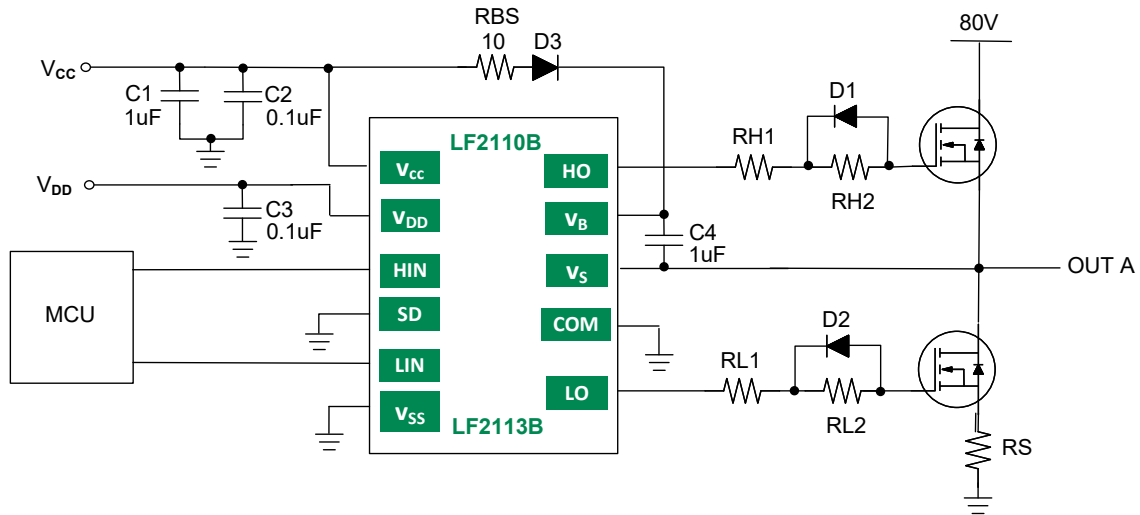 RBS
10
D3
80V
Vcc
C1
1uF
C2
0.1uF
D1
LF2110B
RH1
RH2
Vcc
HO
VDD
C3
0.1uF
VDD
VB
C4
1uF
HIN
VS
OUT A
MCU
SD
COM
D2
LIN
LO
RL1
RL2
VSS
LF2113B
RS